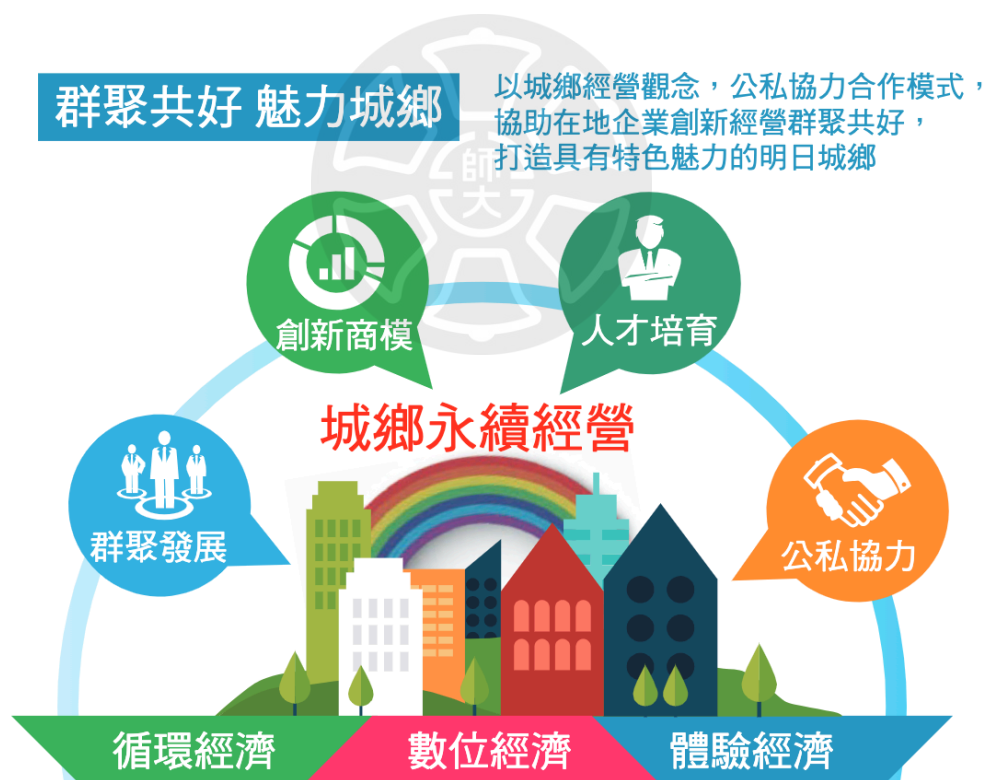 群聚共好 魅力城鄉
以城鄉經營觀念，公私協力合作模式，
協助在地企業創新經營群聚共好，
打造具有特色魅力的明日城鄉
師大
創新商模
人才培育
城鄉永續經營
群聚發展
公私協力
循環經濟
數位經濟
體驗經濟